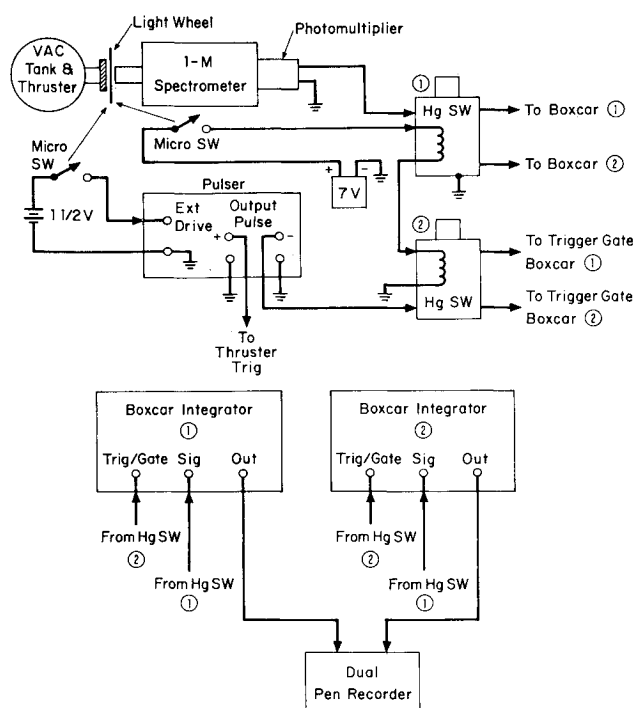 Light Wheel
VAC
Tank &
Thruster
1-M
Spectrometer
Photomultiplier
①
Hg SW
To Boxcar ①
To Boxcar ②
Micro
SW
Micro SW
+
-
7V
1 1/2 V
Pulser
Ext
Drive
Output
Pulse
+
-
②
Hg SW
To Trigger Gate
Boxcar ①
To Trigger Gate
Boxcar ②
To
Thruster
Trig
Boxcar Integrator
①
Trig/Gate Sig Out
From Hg SW
②
From Hg SW
①
Boxcar Integrator
②
Trig/Gate Sig Out
From Hg SW
②
From Hg SW
①
Dual
Pen Recorder